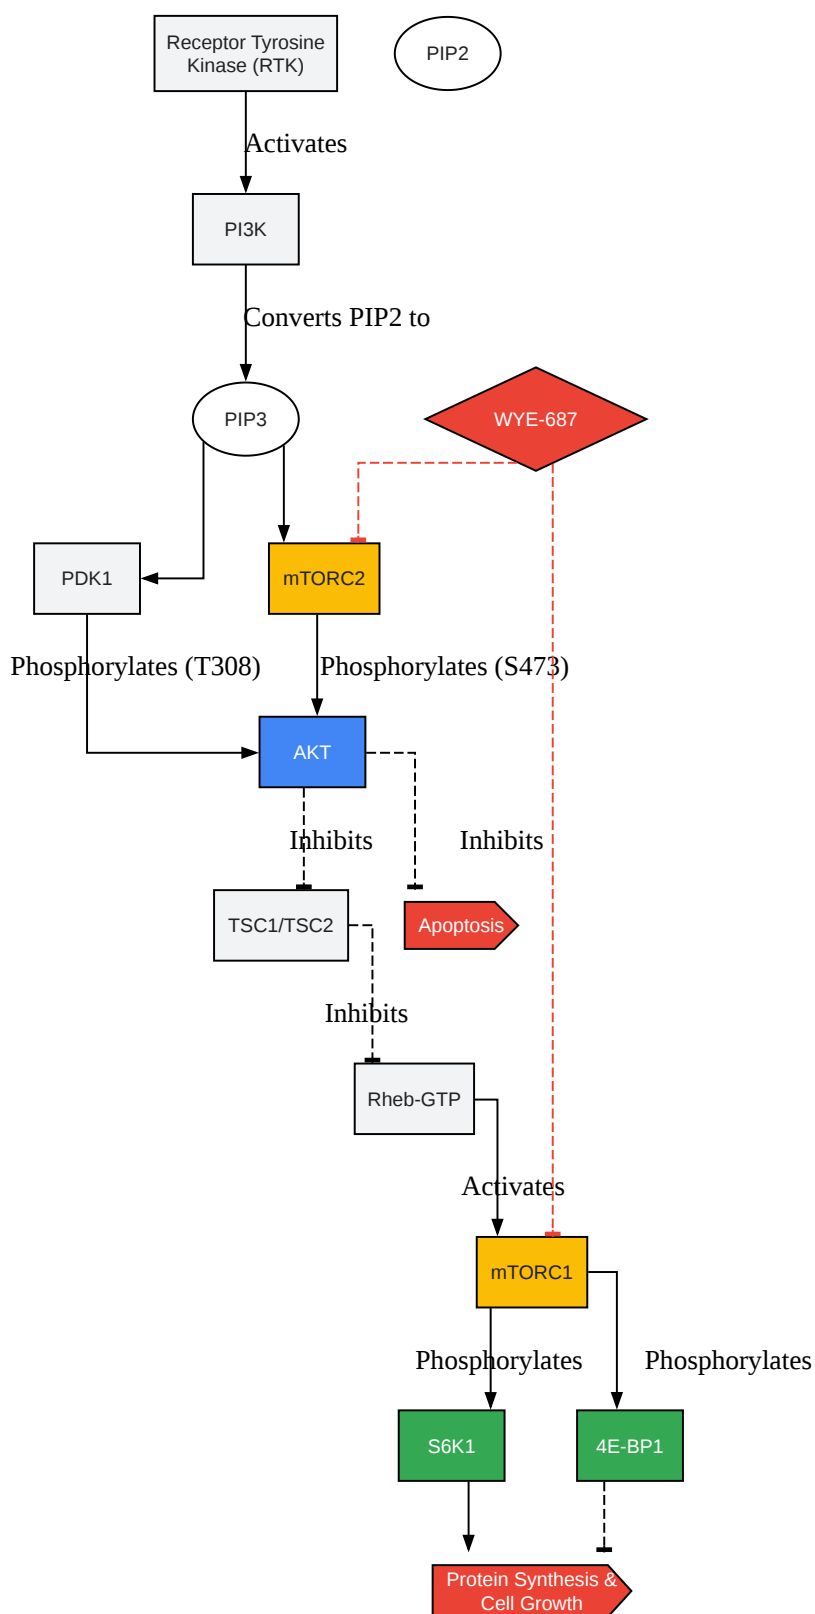 Receptor Tyrosine
Kinase (RTK)
PIP2
Activates
PI3K
Converts PIP2 to
PIP3
WYE-687
PDK1
mTORC2
Phosphorylates (T308)
Phosphorylates (S473)
AKT
Inhibits
Inhibits
TSC1/TSC2
Apoptosis
Inhibits
Rheb-GTP
Activates
mTORC1
Phosphorylates
Phosphorylates
S6K1
4E-BP1
Protein Synthesis &
Cell Growth